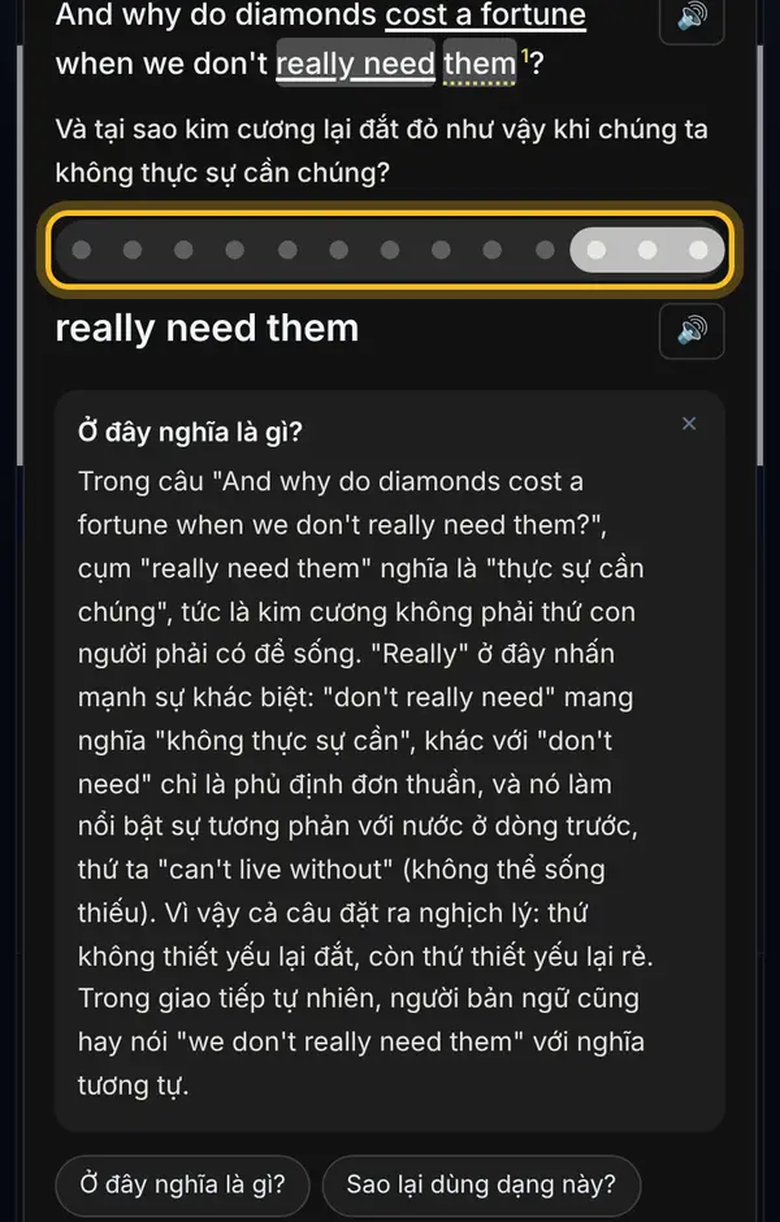 And why do diamonds cost a fortune
when we don't really need them¹?
Và tại sao kim cương lại đắt đỏ như vậy khi chúng ta
không thực sự cần chúng?
really need them
Ở đây nghĩa là gì?
×
Trong câu "And why do diamonds cost a
fortune when we don't really need them?",
cụm "really need them" nghĩa là "thực sự cần
chúng", tức là kim cương không phải thứ con
người phải có để sống. "Really" ở đây nhấn
mạnh sự khác biệt: "don't really need" mang
nghĩa "không thực sự cần", khác với "don't
need" chỉ là phủ định đơn thuần, và nó làm
nổi bật sự tương phản với nước ở dòng trước,
thứ ta "can't live without" (không thể sống
thiếu). Vì vậy cả câu đặt ra nghịch lý: thứ
không thiết yếu lại đắt, còn thứ thiết yếu lại rẻ.
Trong giao tiếp tự nhiên, người bản ngữ cũng
hay nói "we don't really need them" với nghĩa
tương tự.
Ở đây nghĩa là gì? Sao lại dùng dạng này?